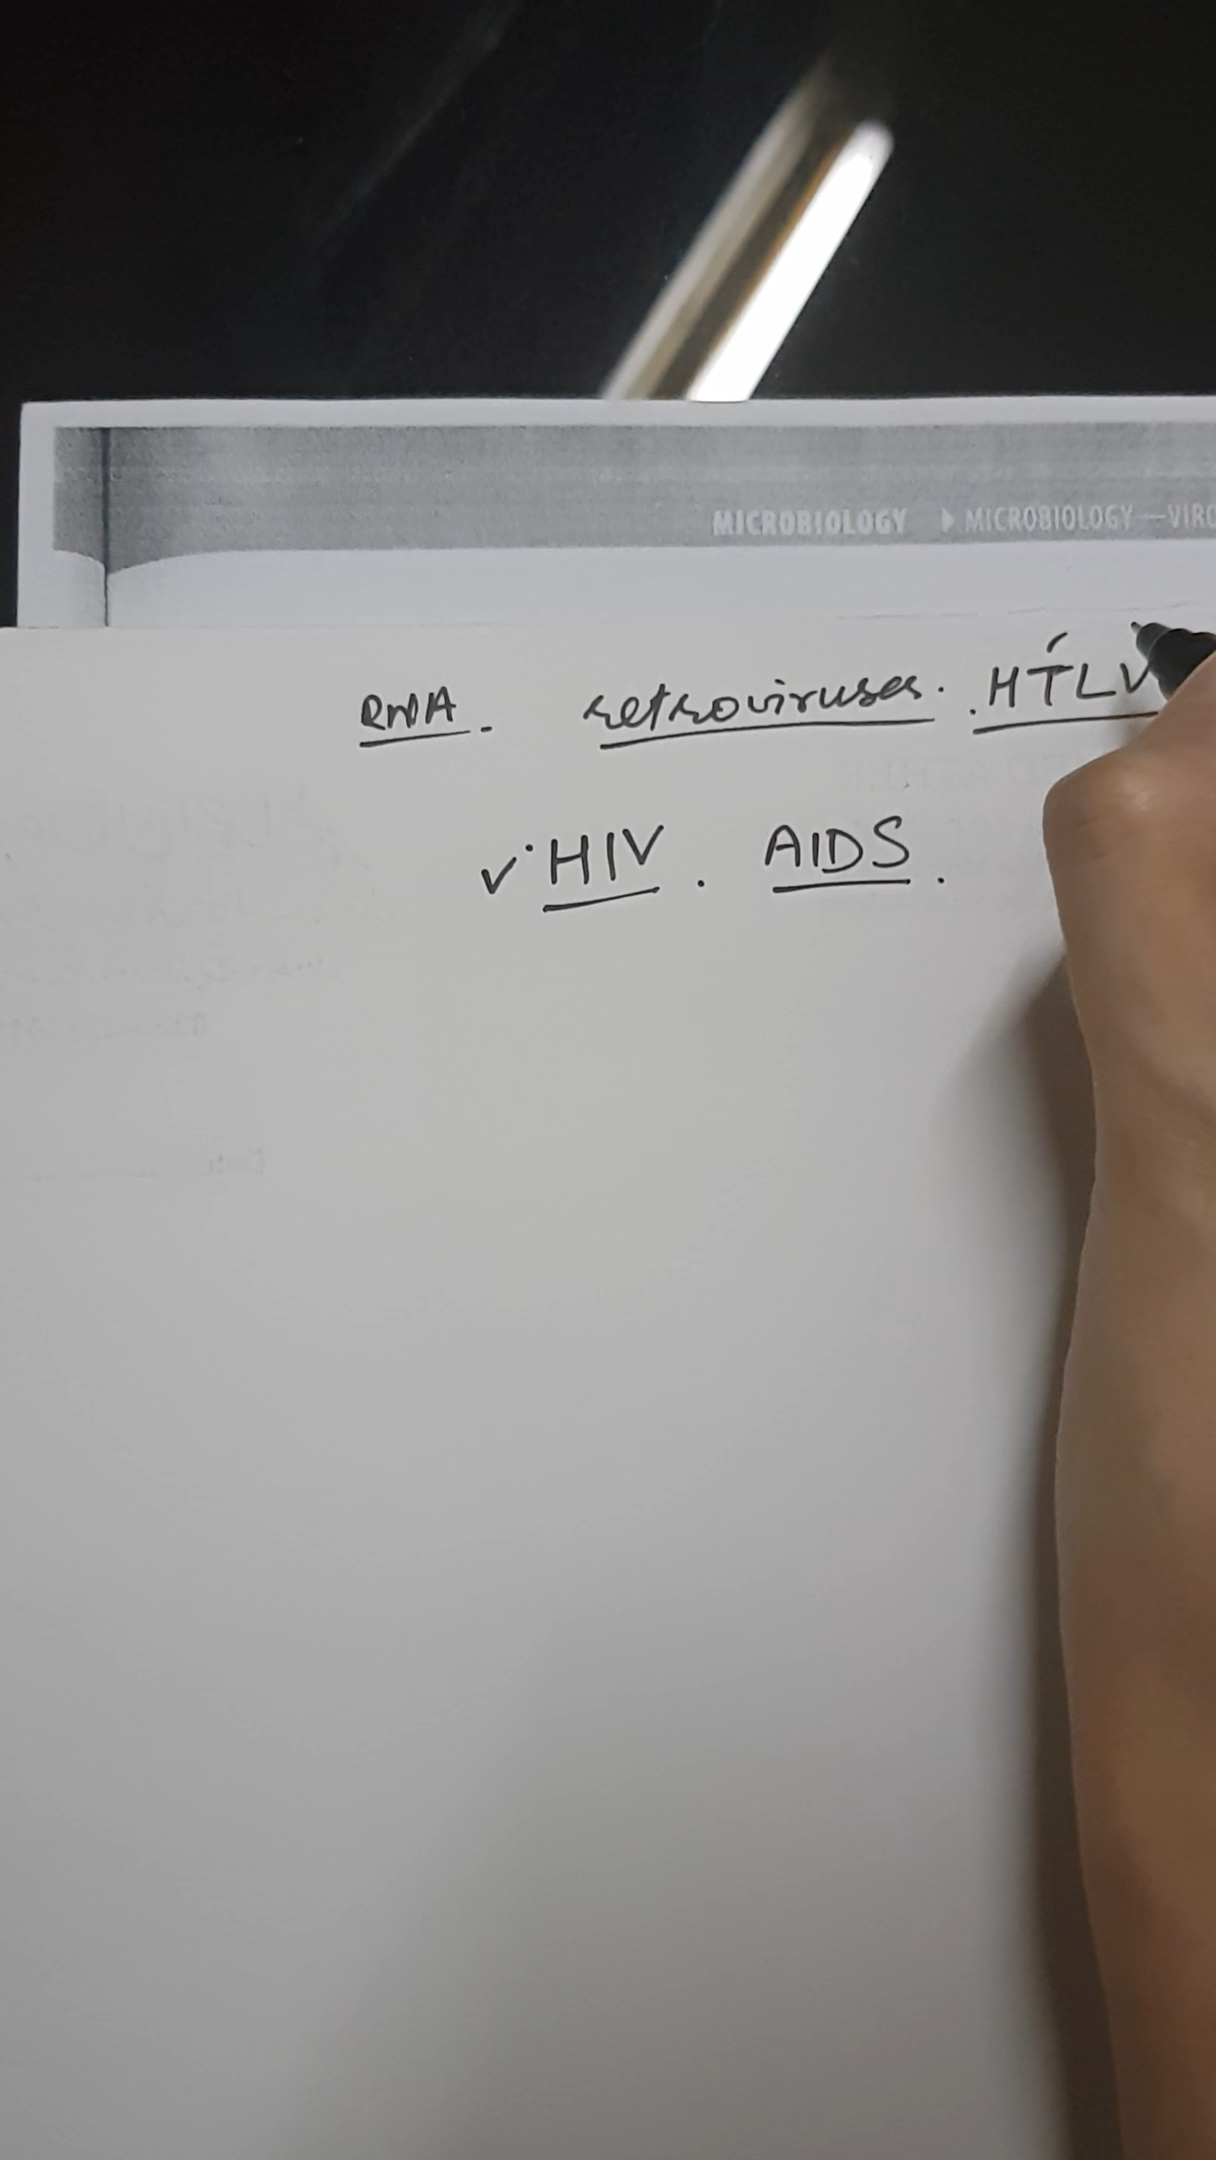 MICROBIOLOGY ▶ MICROBIOLOGY—VIRO
RNA. retroviruses. .HTLV
✓·HIV. AIDS.